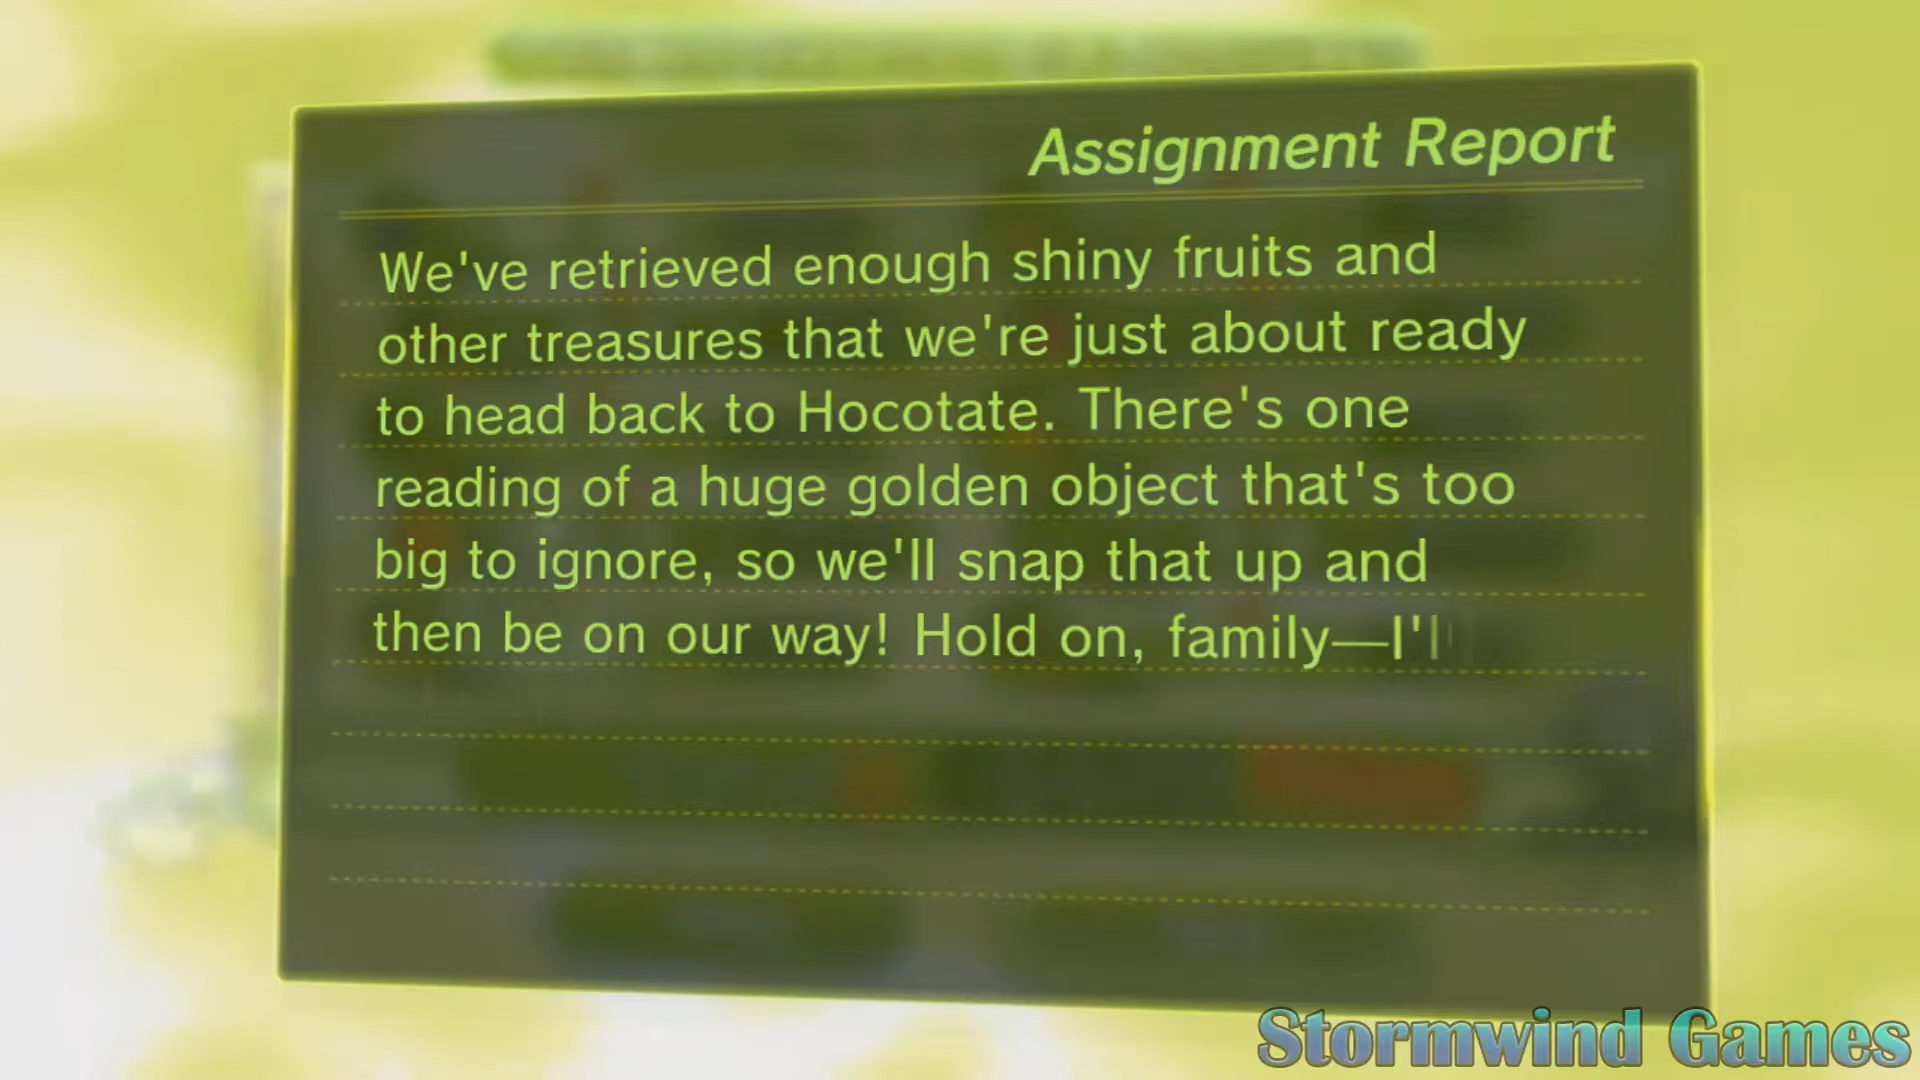 Assignment Report
We've retrieved enough shiny fruits and
other treasures that we're just about ready
to head back to Hocotate. There's one
reading of a huge golden object that's too
big to ignore, so we'll snap that up and
then be on our way! Hold on, family—I'l
Stormwind Games